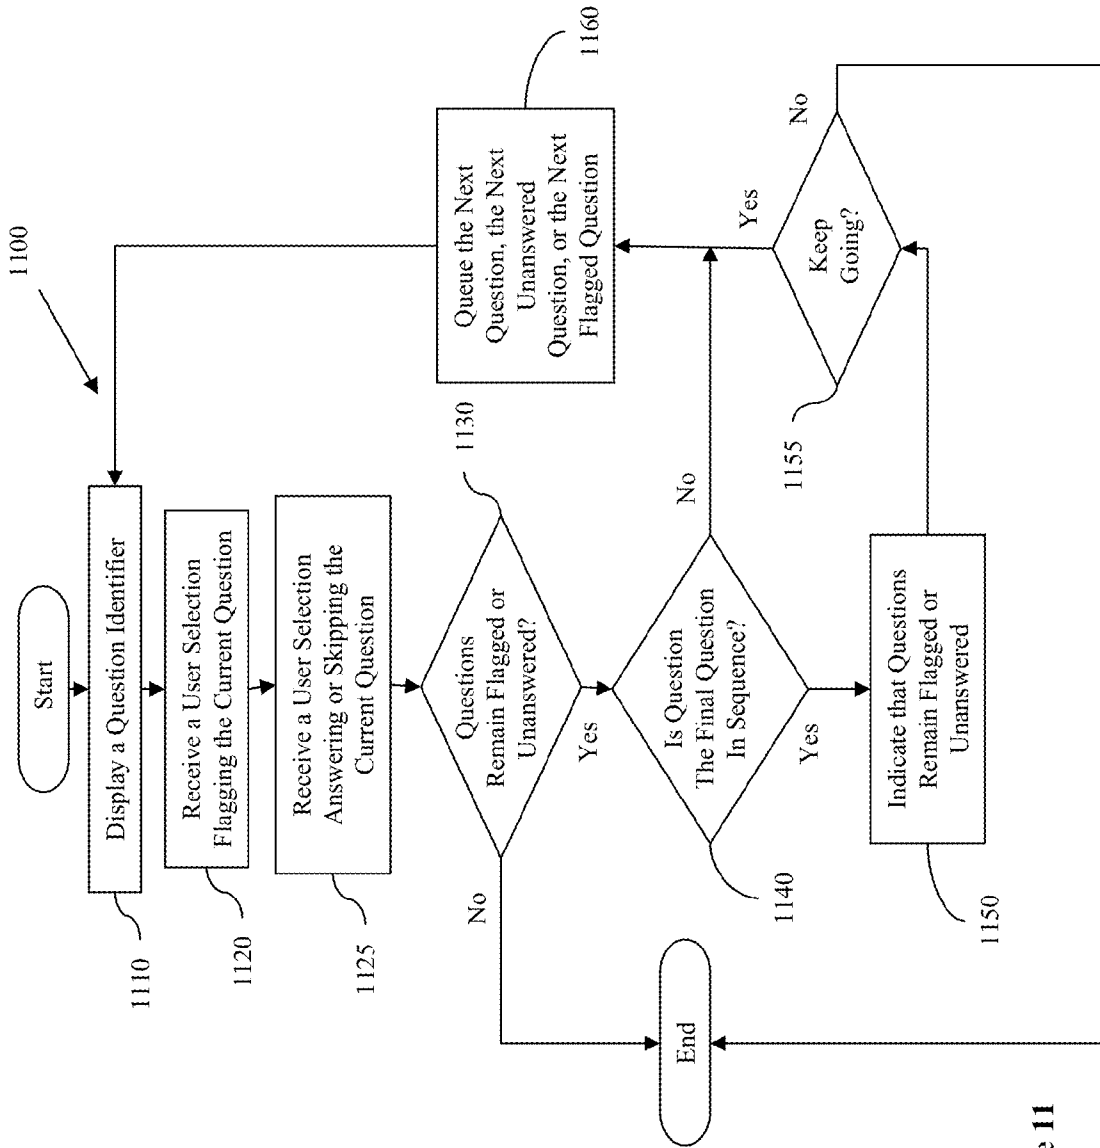 1100
Start
Display a Question Identifier
1110
Receive a User Selection
Flagging the Current Question
1120
Receive a User Selection
Answering or Skipping the
Current Question
1125
Questions
Remain Flagged or
Unanswered?
1130
No
Yes
Is Question
The Final Question
In Sequence?
1140
No
Yes
Indicate that Questions
Remain Flagged or
Unanswered
1150
Keep
Going?
1155
Yes
No
Queue the Next
Question, the Next
Unanswered
Question, or the Next
Flagged Question
1160
End
e 11